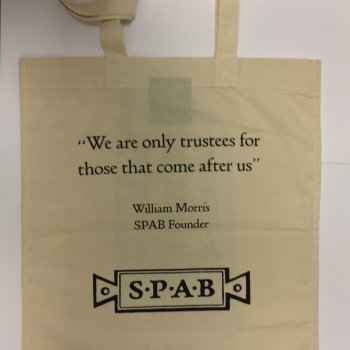 “We are only trustees for
those that come after us”
William Morris
SPAB Founder
S·P·A·B